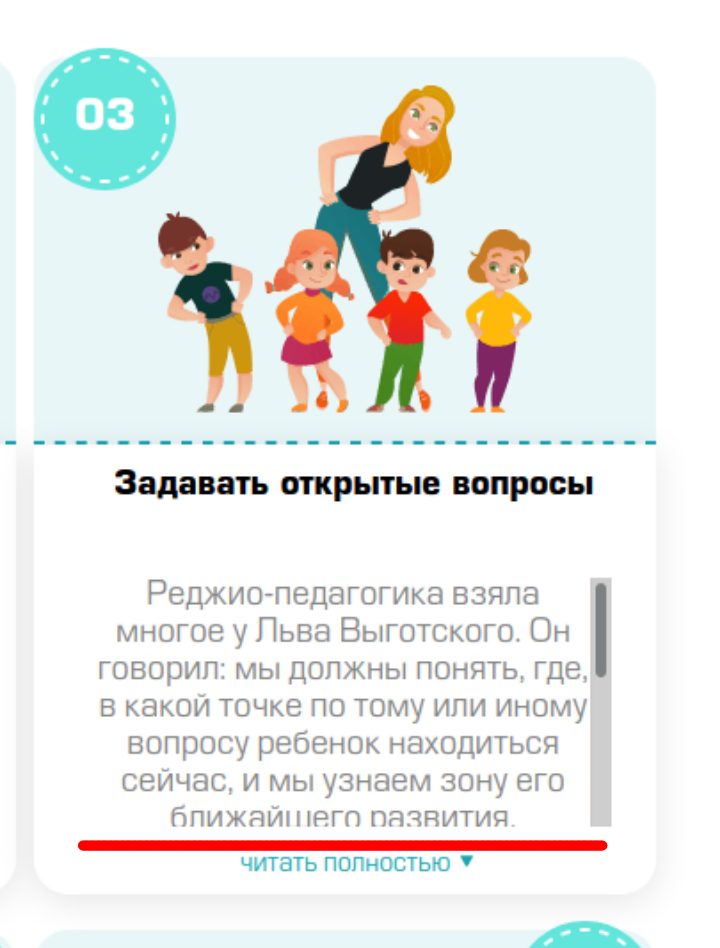 03
Задавать открытые вопросы
Реджио-педагогика взяла
многое у Льва Выготского. Он
говорил: мы должны понять, где,
в какой точке по тому или иному
вопросу ребенок находиться
сейчас, и мы узнаем зону его
ближайшего развития.
читать полностью ▼